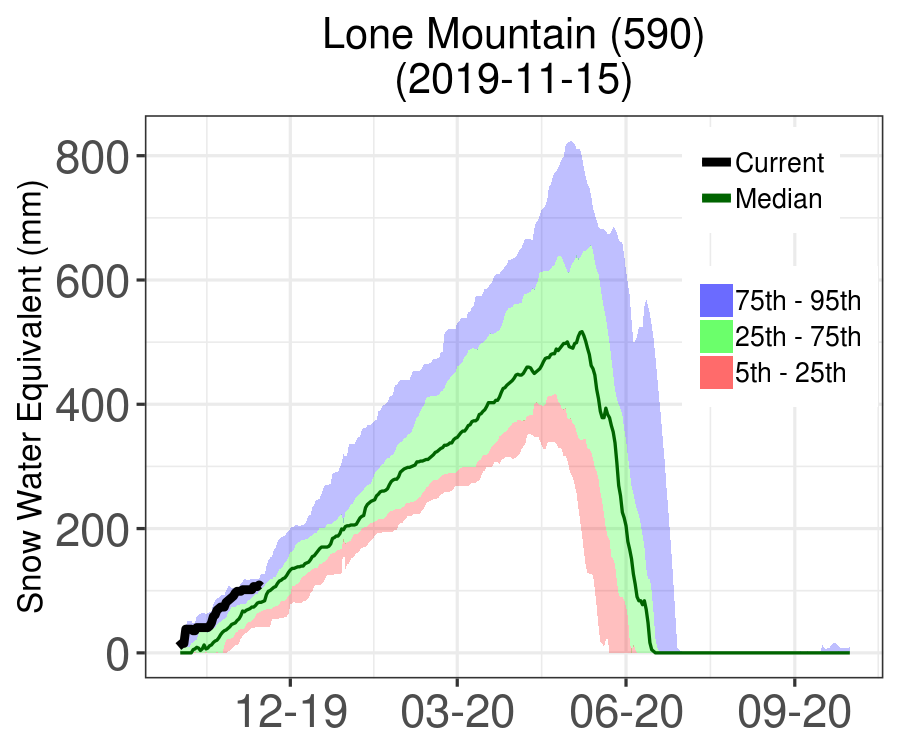 Lone Mountain (590)
(2019-11-15)
Snow Water Equivalent (mm)
800
600
400
200
0
12-19
03-20
06-20
09-20
Current
Median
75th - 95th
25th - 75th
5th - 25th